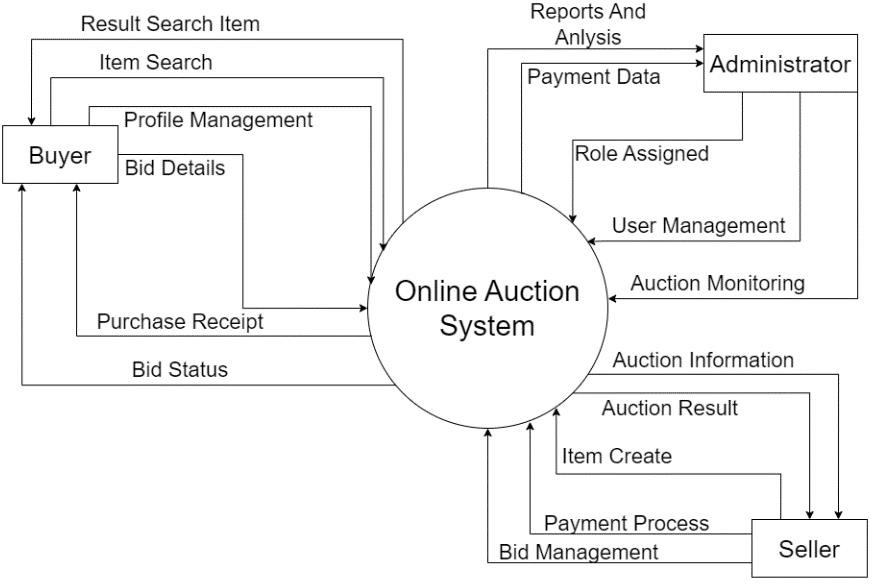 Result Search Item
Item Search
Profile Management
Buyer
Bid Details
Purchase Receipt
Bid Status
Reports And
Anlysis
Payment Data
Administrator
Role Assigned
User Management
Auction Monitoring
Online Auction
System
Auction Information
Auction Result
Item Create
Payment Process
Bid Management
Seller